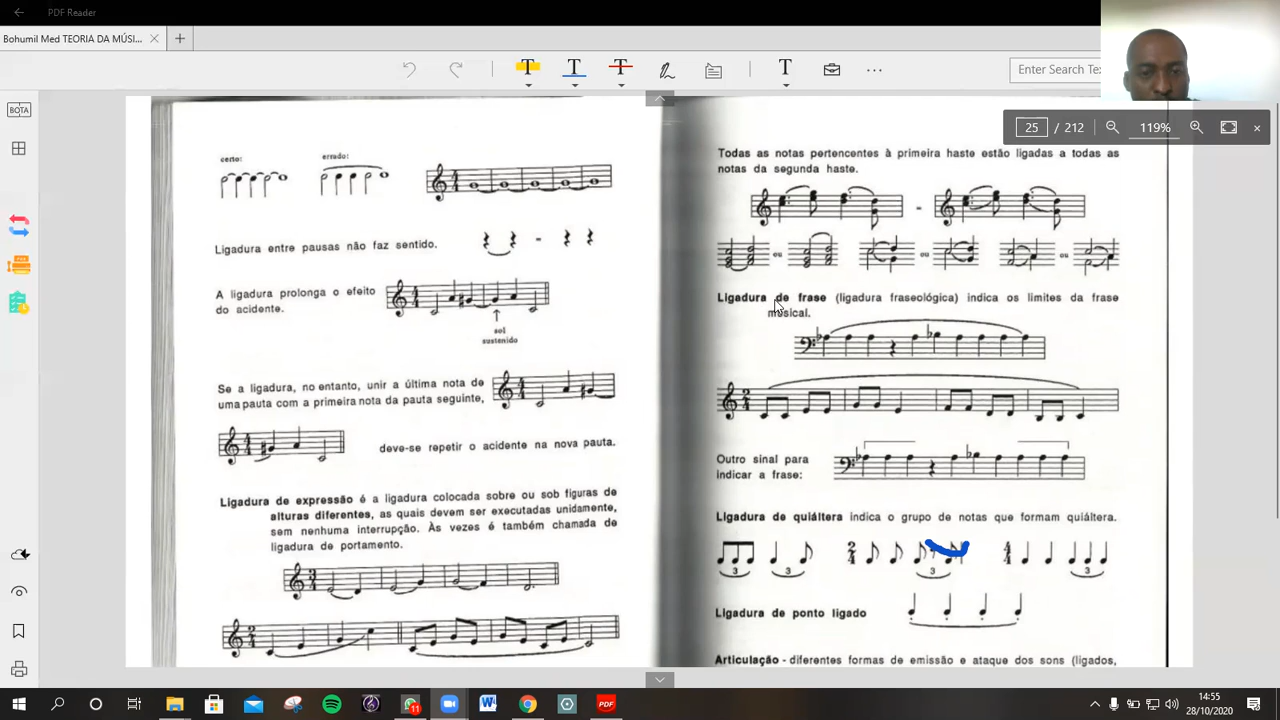 PDF Reader
Bohumil Med TEORIA DA MÚSI...
Enter Search Te
BOTA
25 / 212
119%
certo:
errado:
Ligadura entre pausas não faz sentido.
A ligadura prolonga o efeito
do acidente.
sol
sustenido
Se a ligadura, no entanto, unir a última nota de
uma pauta com a primeira nota da pauta seguinte,
deve-se repetir o acidente na nova pauta.
Ligadura de expressão é a ligadura colocada sobre ou sob figuras de
alturas diferentes, as quais devem ser executadas unidamente,
sem nenhuma interrupção. Às vezes é também chamada de
ligadura de portamento.
Todas as notas pertencentes à primeira haste estão ligadas a todas as
notas da segunda haste.
ou
ou
ou
Ligadura de frase (ligadura fraseológica) indica os limites da frase
musical.
Outro sinal para
indicar a frase:
Ligadura de quiáltera indica o grupo de notas que formam quiáltera.
3
3
3
3
Ligadura de ponto ligado
Articulação - diferentes formas de emissão e ataque dos sons (ligados,
11
PDF
14:55
28/10/2020